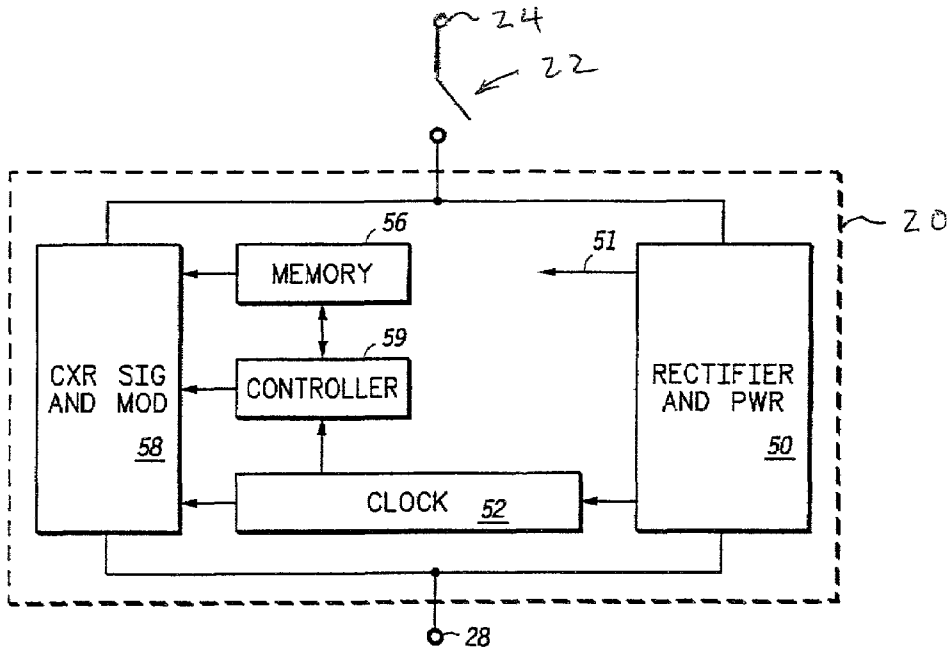 24
22
20
56
MEMORY
51
59
CONTROLLER
CXR SIG
AND MOD
58
RECTIFIER
AND PWR
50
CLOCK 52
28